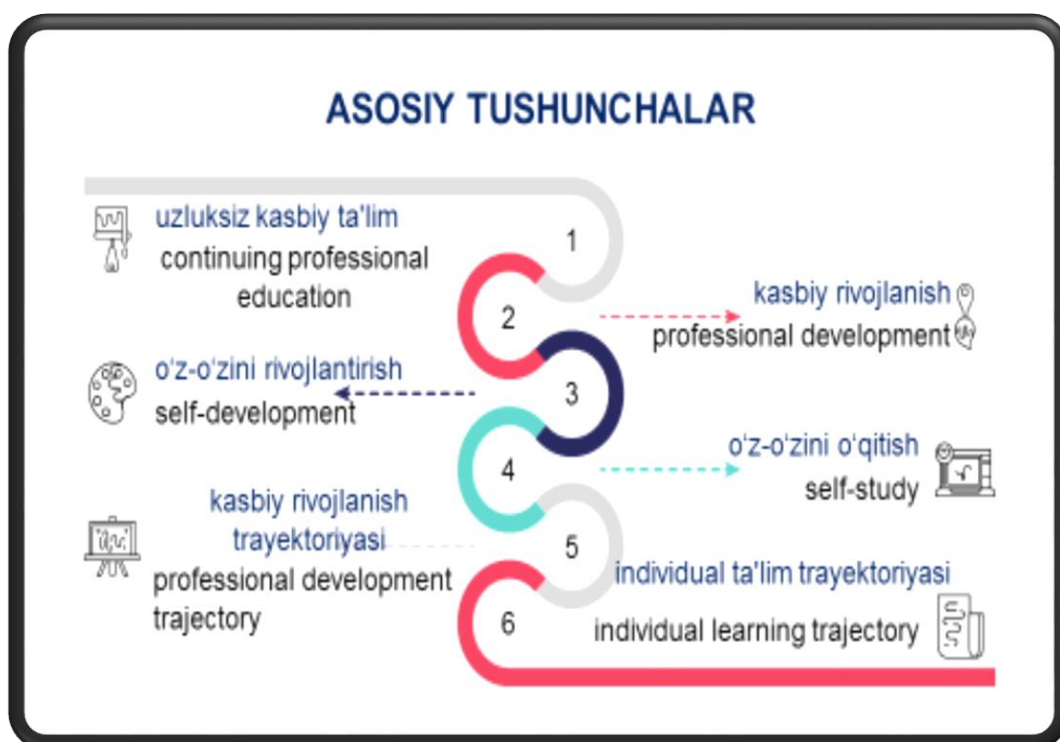 ASOSIY TUSHUNCHALAR
1
uzluksiz kasbiy ta'lim
continuing professional
education
2
kasbiy rivojlanish
professional development
3
o'z-o'zini rivojlantirish
self-development
4
o'z-o'zini o'qitish
self-study
5
kasbiy rivojlanish
trayektoriyasi
professional development
trajectory
6
individual ta'lim trayektoriyasi
individual learning trajectory